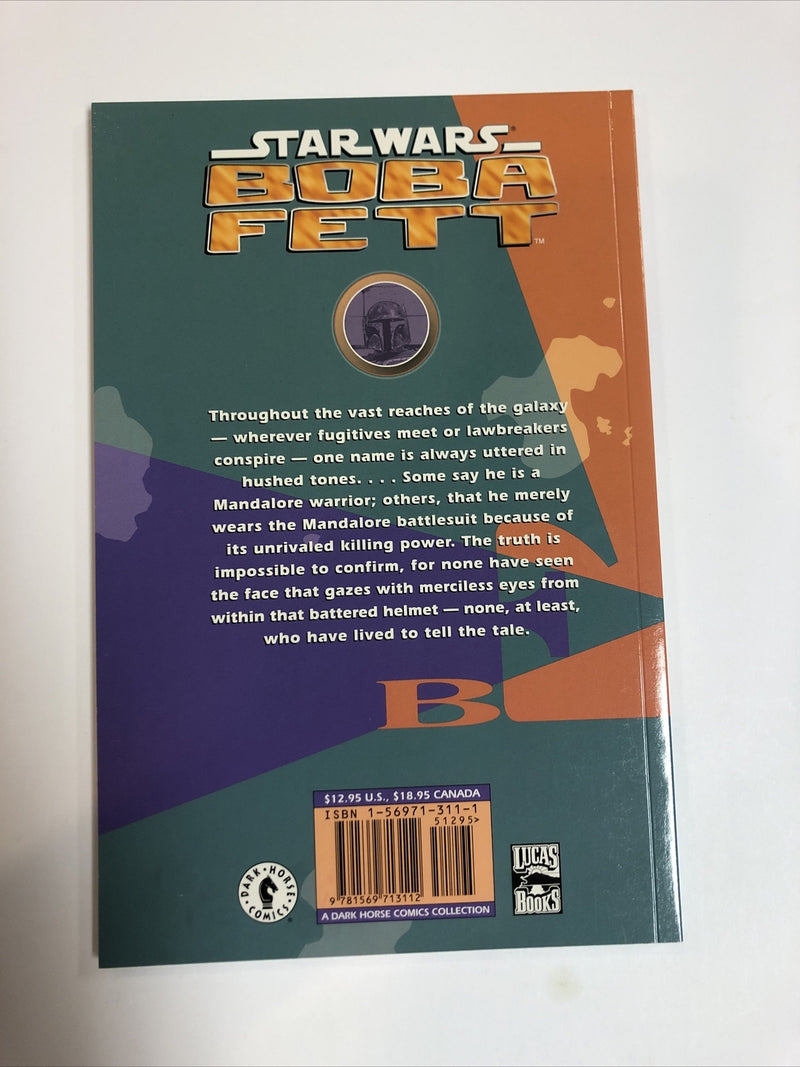 STAR WARS®
BOBA
FETT™
Throughout the vast reaches of the galaxy
— wherever fugitives meet or lawbreakers
conspire — one name is always uttered in
hushed tones. . . . Some say he is a
Mandalore warrior; others, that he merely
wears the Mandalore battlesuit because of
its unrivaled killing power. The truth is
impossible to confirm, for none have seen
the face that gazes with merciless eyes from
within that battered helmet — none, at least,
who have lived to tell the tale.
B
$12.95 U.S., $18.95 CANADA
ISBN 1-56971-311-1
51295>
9 781569 713112
A DARK HORSE COMICS COLLECTION
DARK HORSE
COMICS®
LUCAS
BOOKS